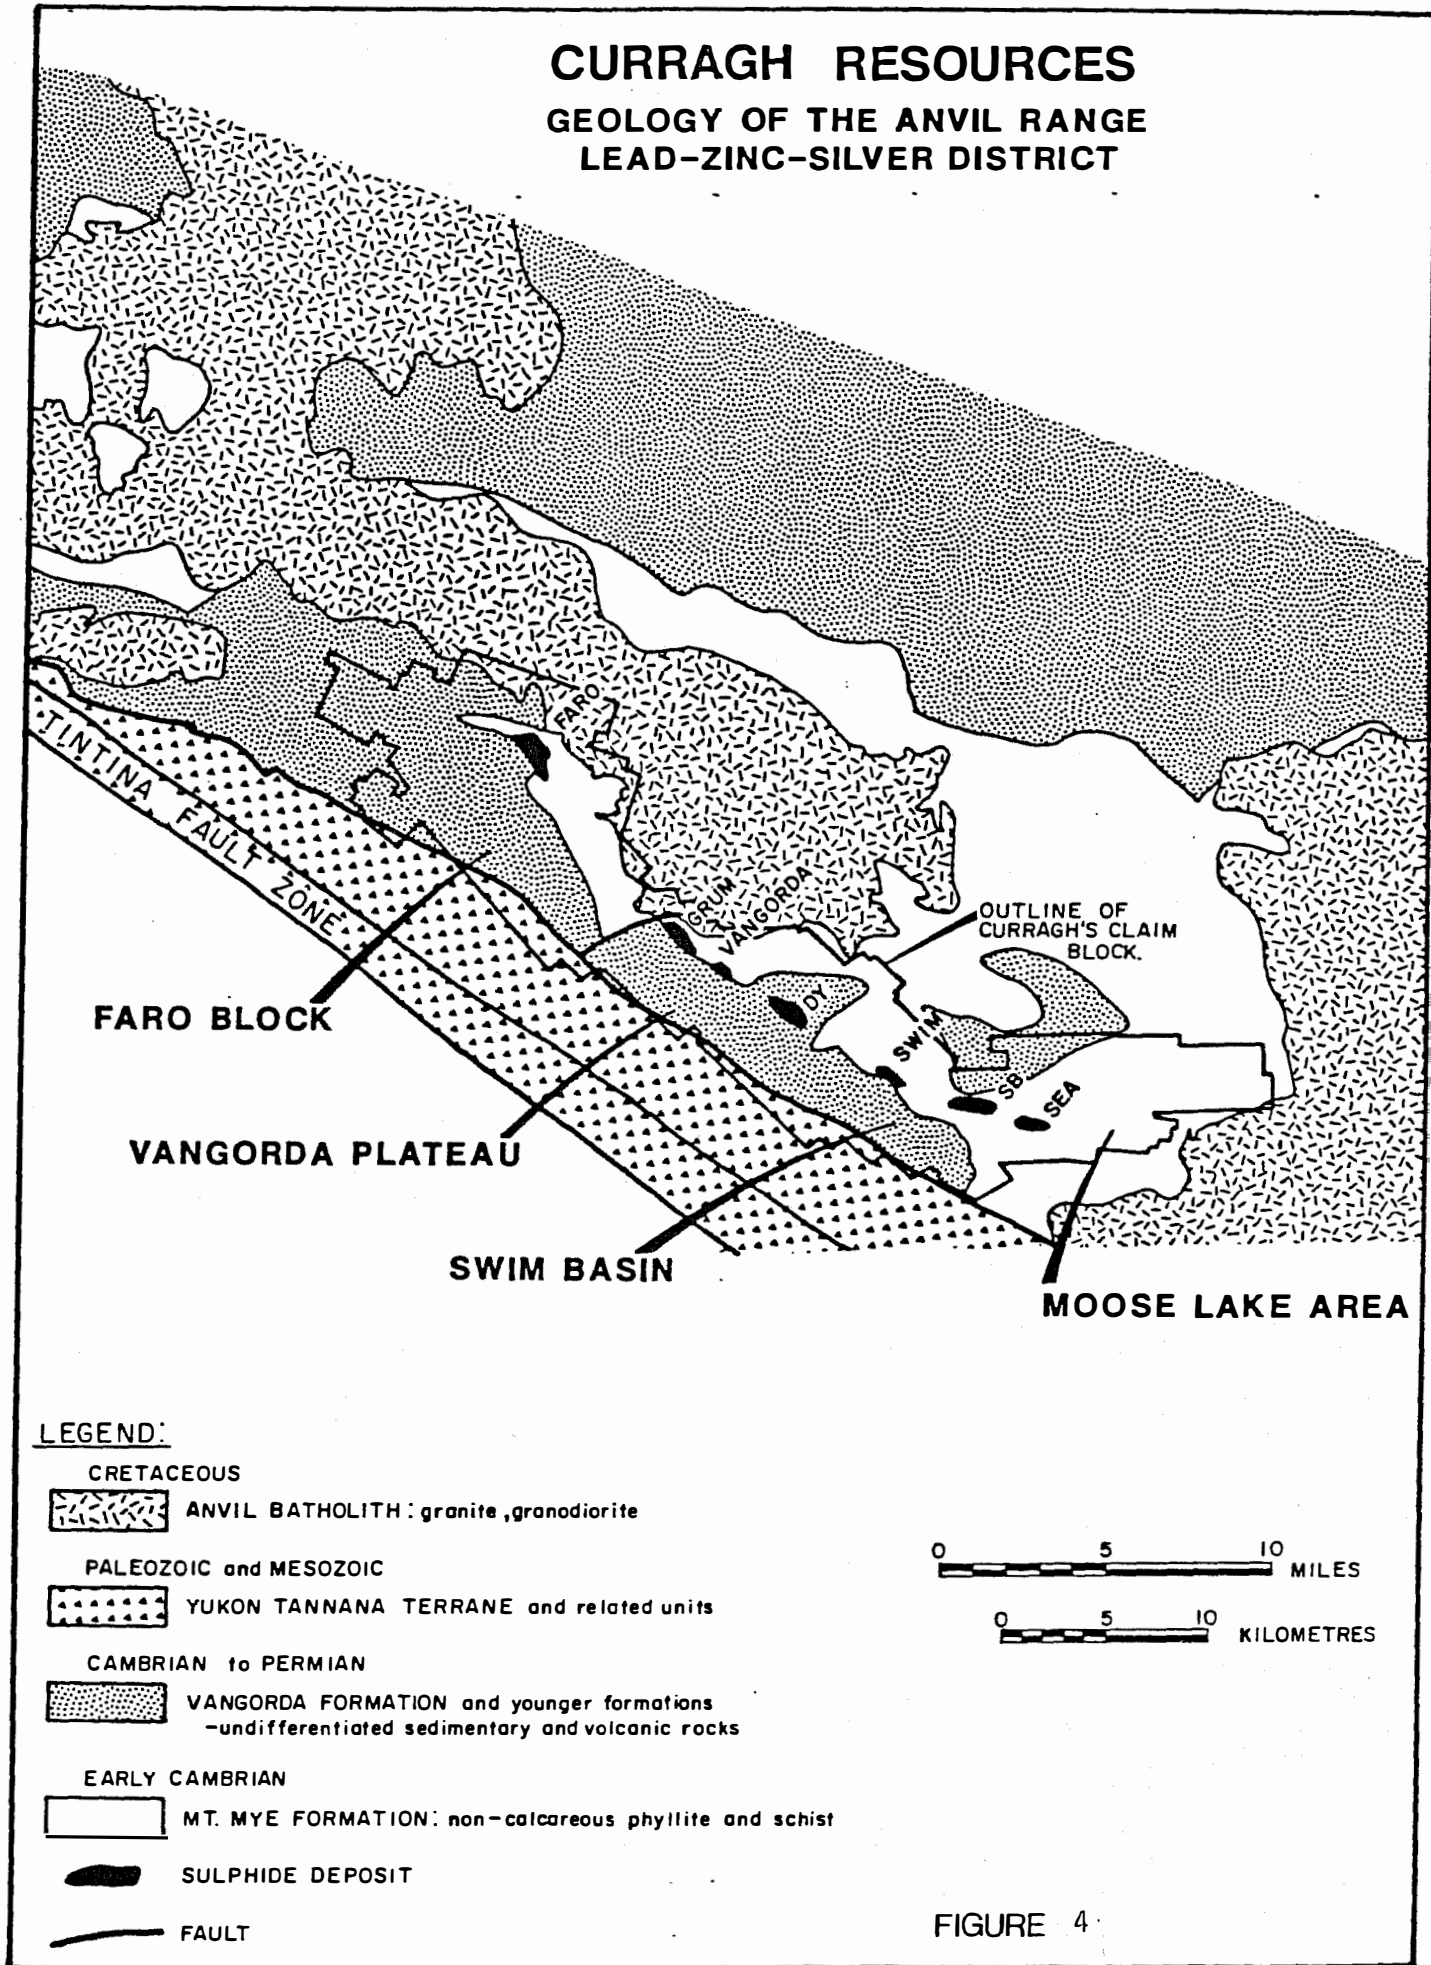 CURRAGH RESOURCES
GEOLOGY OF THE ANVIL RANGE
LEAD-ZINC-SILVER DISTRICT
FARO
TINTINA FAULT ZONE
GRUM
VANGORDA
OUTLINE OF
CURRAGH'S CLAIM
BLOCK.
DY
SWIM
SB
SEA
FARO BLOCK
VANGORDA PLATEAU
SWIM BASIN
MOOSE LAKE AREA
LEGEND:
CRETACEOUS
ANVIL BATHOLITH: granite, granodiorite
PALEOZOIC and MESOZOIC
YUKON TANNANA TERRANE and related units
CAMBRIAN to PERMIAN
VANGORDA FORMATION and younger formations
-undifferentiated sedimentary and volcanic rocks
EARLY CAMBRIAN
MT. MYE FORMATION: non-calcareous phyllite and schist
SULPHIDE DEPOSIT
FAULT
0 5 10 MILES
0 5 10 KILOMETRES
FIGURE 4